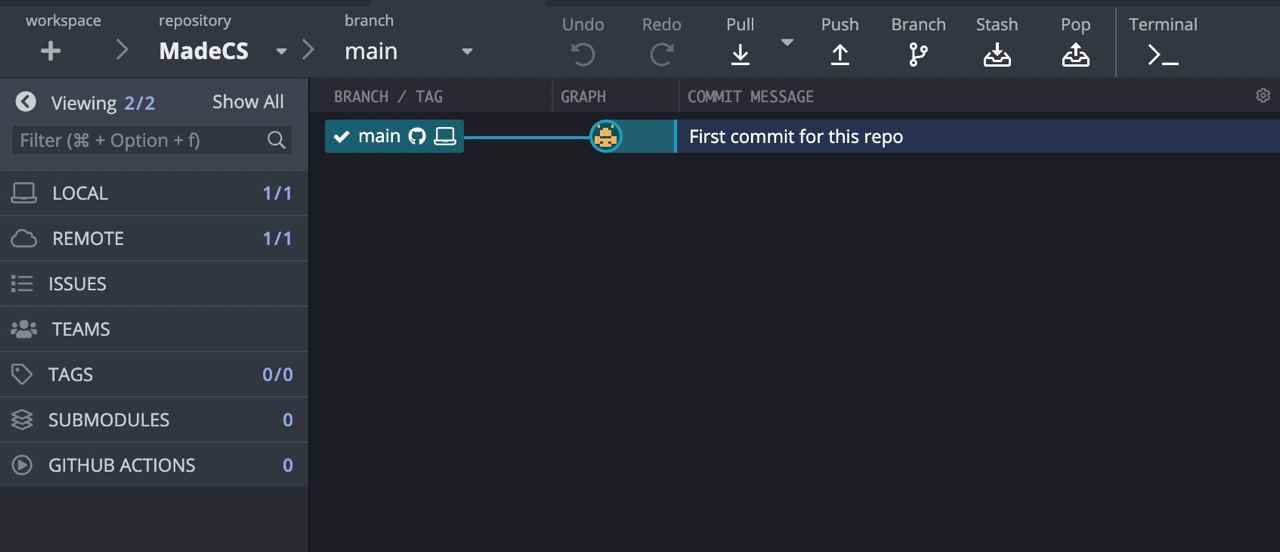 workspace repository branch Undo Redo Pull Push Branch Stash Pop Terminal
MadeCS main
Viewing 2/2 Show All
Filter (⌘ + Option + f)
LOCAL 1/1
REMOTE 1/1
ISSUES
TEAMS
TAGS 0/0
SUBMODULES 0
GITHUB ACTIONS 0
BRANCH / TAG GRAPH COMMIT MESSAGE
main First commit for this repo